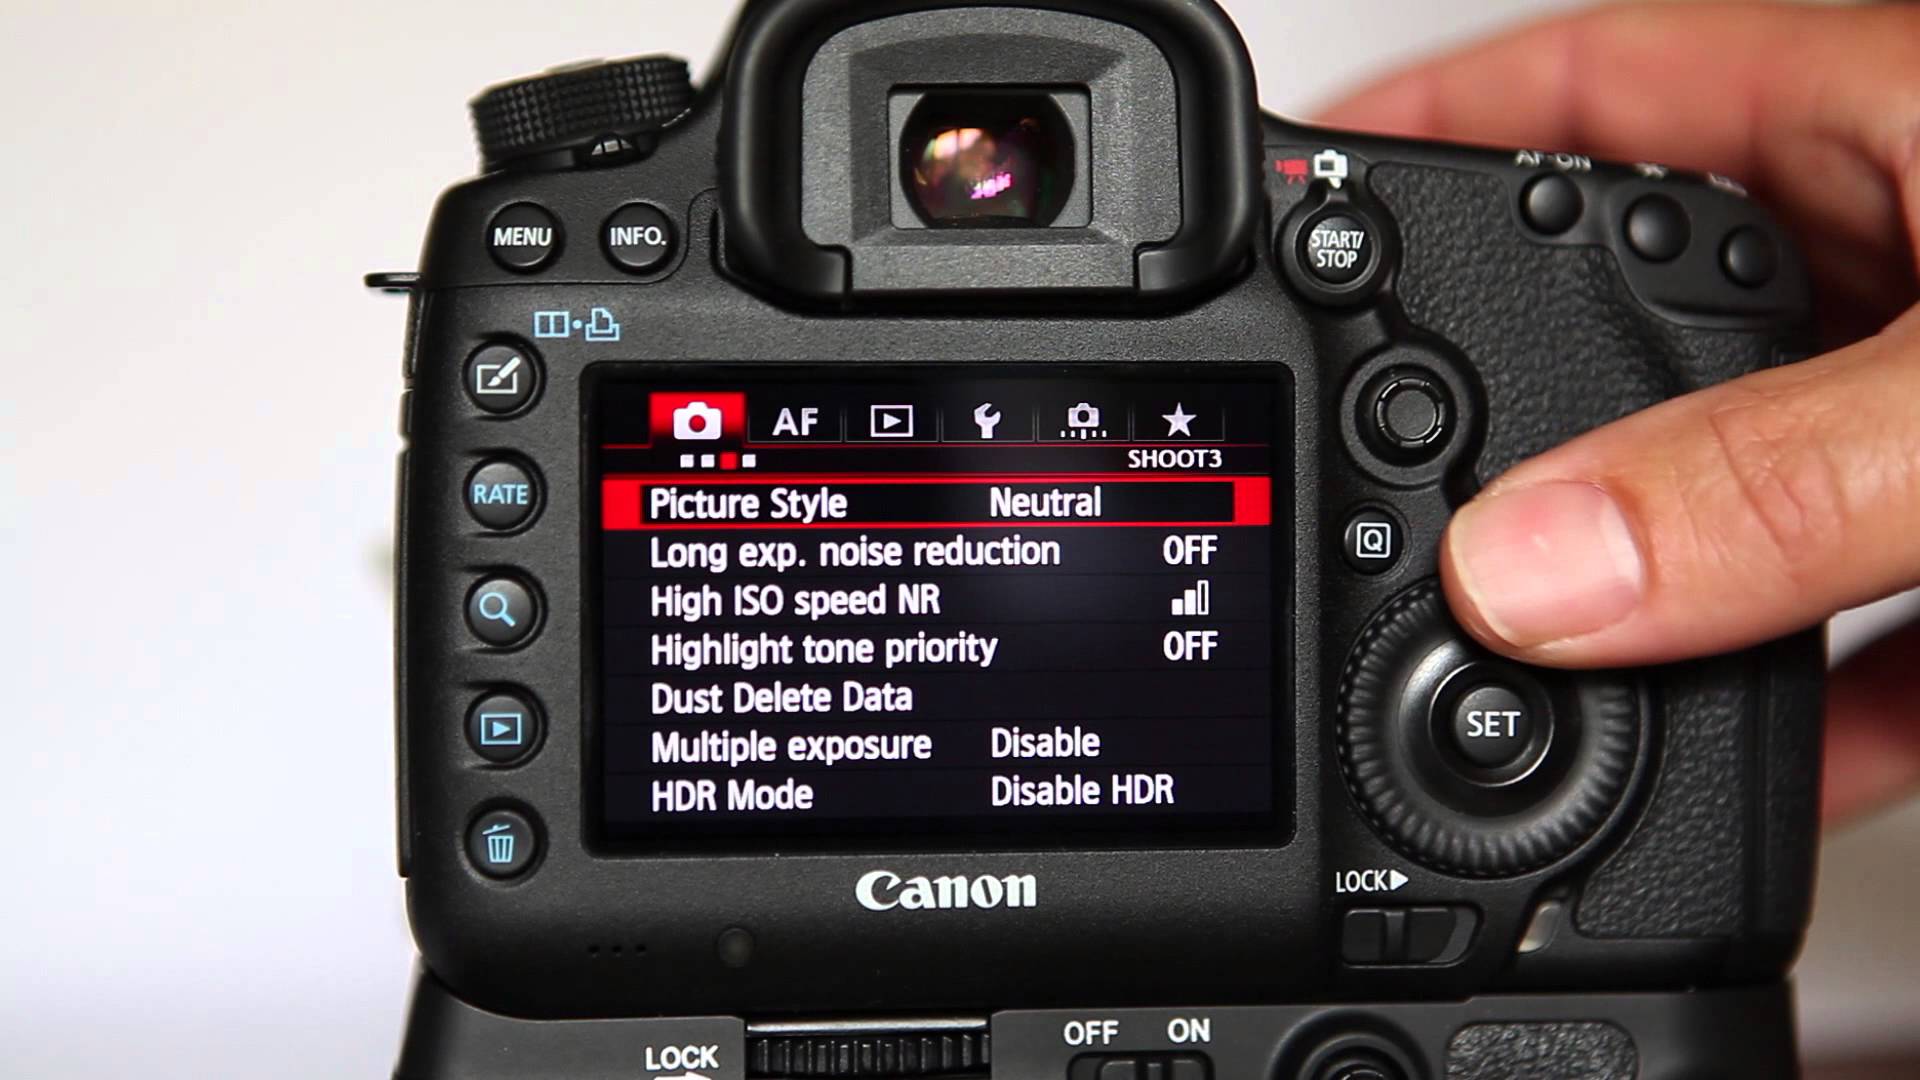 AF-ON
MENU
INFO.
START/
STOP
AF
SHOOT3
RATE
Picture Style Neutral
Long exp. noise reduction OFF
High ISO speed NR
Highlight tone priority OFF
Dust Delete Data
Multiple exposure Disable
HDR Mode Disable HDR
Q
SET
Canon
LOCK
OFF ON
LOCK